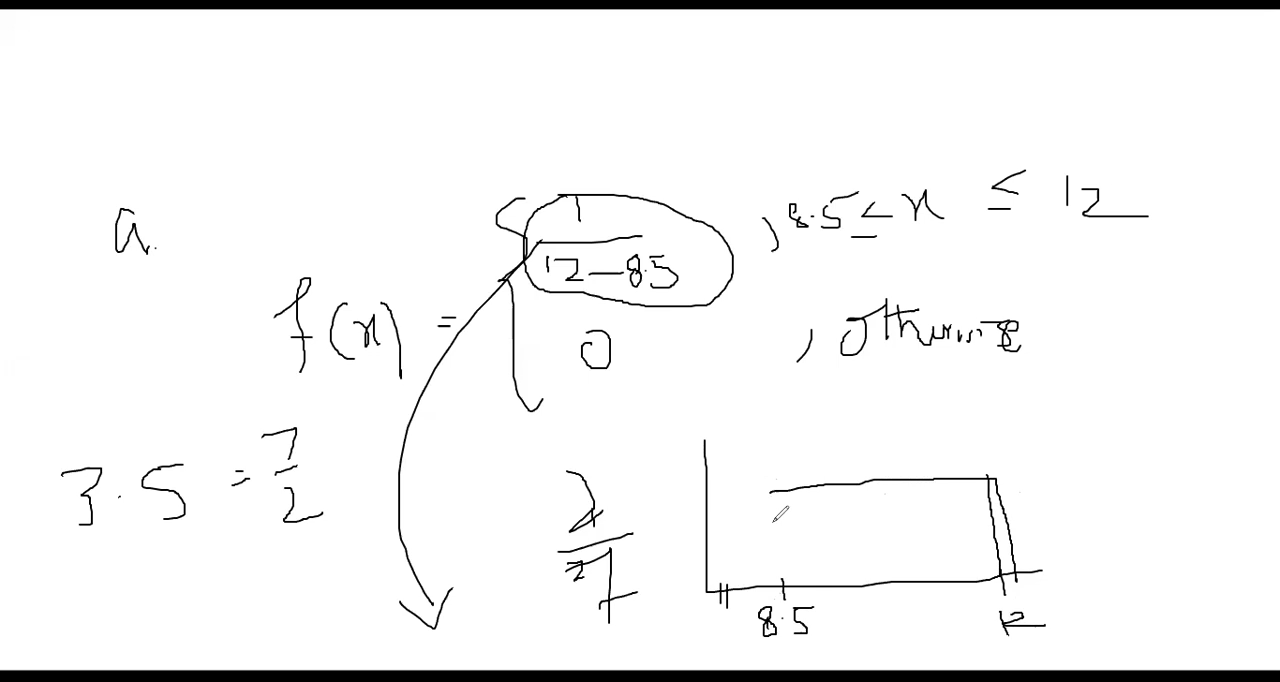 a.
f(x) = { 1/12-8.5 , 8.5 ≤ x ≤ 12
0 , otherwise
3.5 = 7/2
2/7
8.5 12